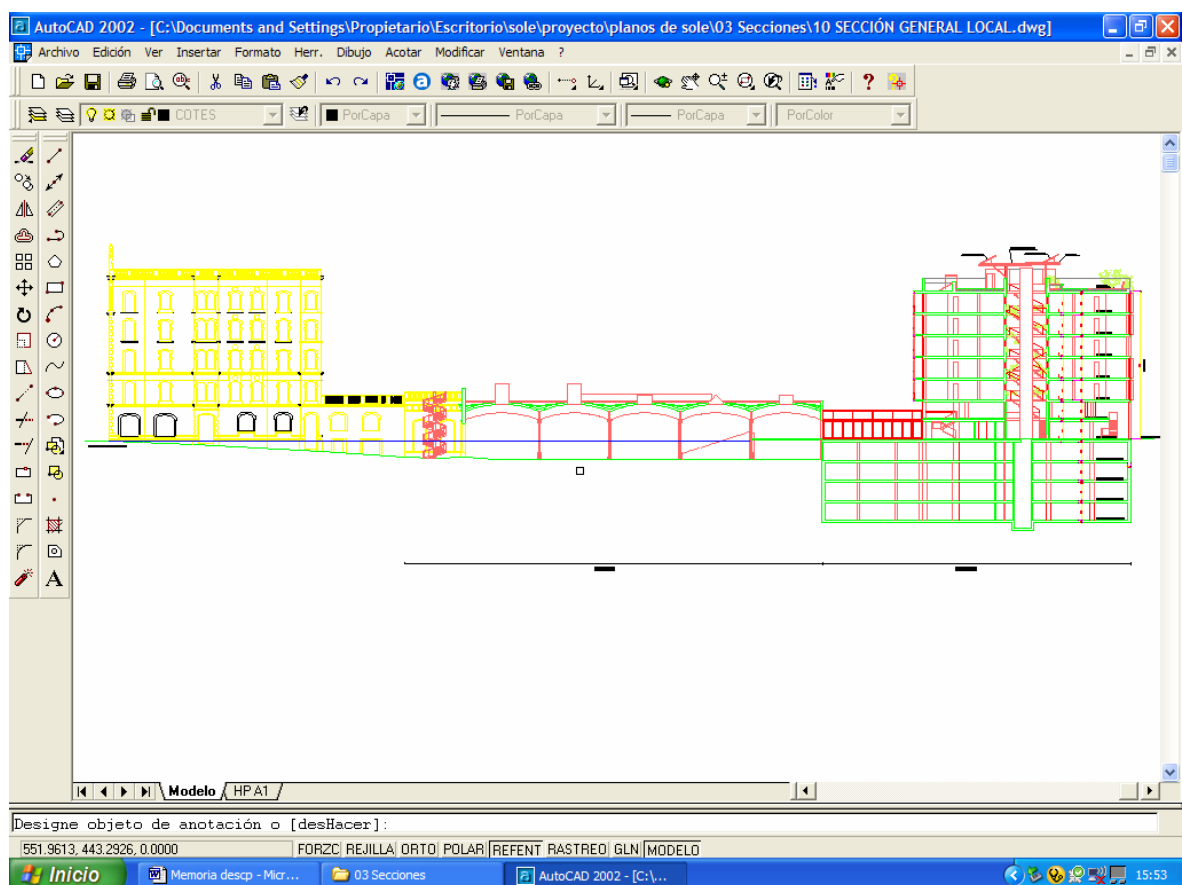 AutoCAD 2002 - [C:\Documents and Settings\Propietario\Escritorio\sole\proyecto\planos de sole\03 Secciones\10 SECCIÓN GENERAL LOCAL.dwg]
Archivo Edición Ver Insertar Formato Herr. Dibujo Acotar Modificar Ventana ?
COTES PorCapa PorCapa PorCapa PorColor
A
Modelo HP A1
Designe objeto de anotación o [desHacer]:
551.9613, 443.2926, 0.0000 FORZC REJILLA ORTO POLAR REFENT RASTREO GLN MODELO
Inicio Memoria descp - Micr... 03 Secciones AutoCAD 2002 - [C:\... 15:53